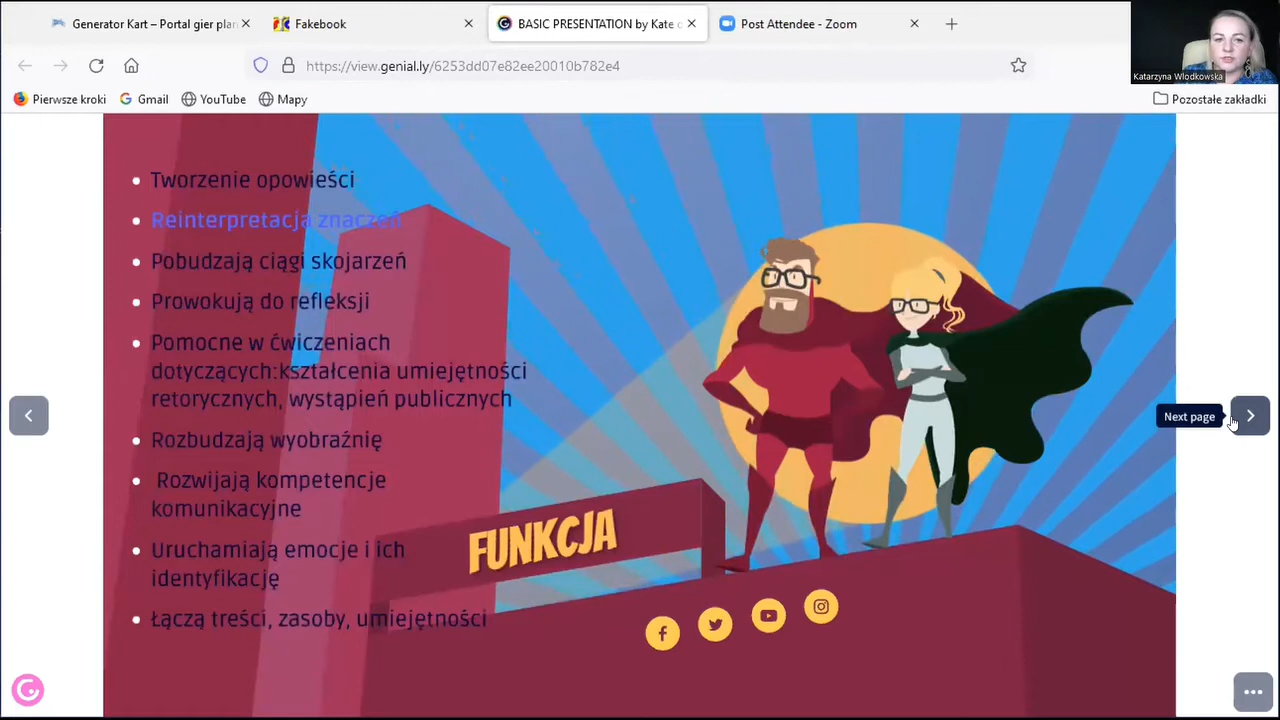 Generator Kart – Portal gier plan
Fakebook
BASIC PRESENTATION by Kate
Post Attendee - Zoom
https://view.genial.ly/6253dd07e82ee20010b782e4
Katarzyna Wlodkowska
Pierwsze kroki
Gmail
YouTube
Mapy
Pozostałe zakładki
Tworzenie opowieści
Reinterpretacja znaczeń
Pobudzają ciągi skojarzeń
Prowokują do refleksji
Pomocne w ćwiczeniach
dotyczących:kształcenia umiejętności
retorycznych, wystąpień publicznych
Rozbudzają wyobraźnię
Rozwijają kompetencje
komunikacyjne
Uruchamiają emocje i ich
identyfikację
Łączą treści, zasoby, umiejętności
FUNKCJA
Next page